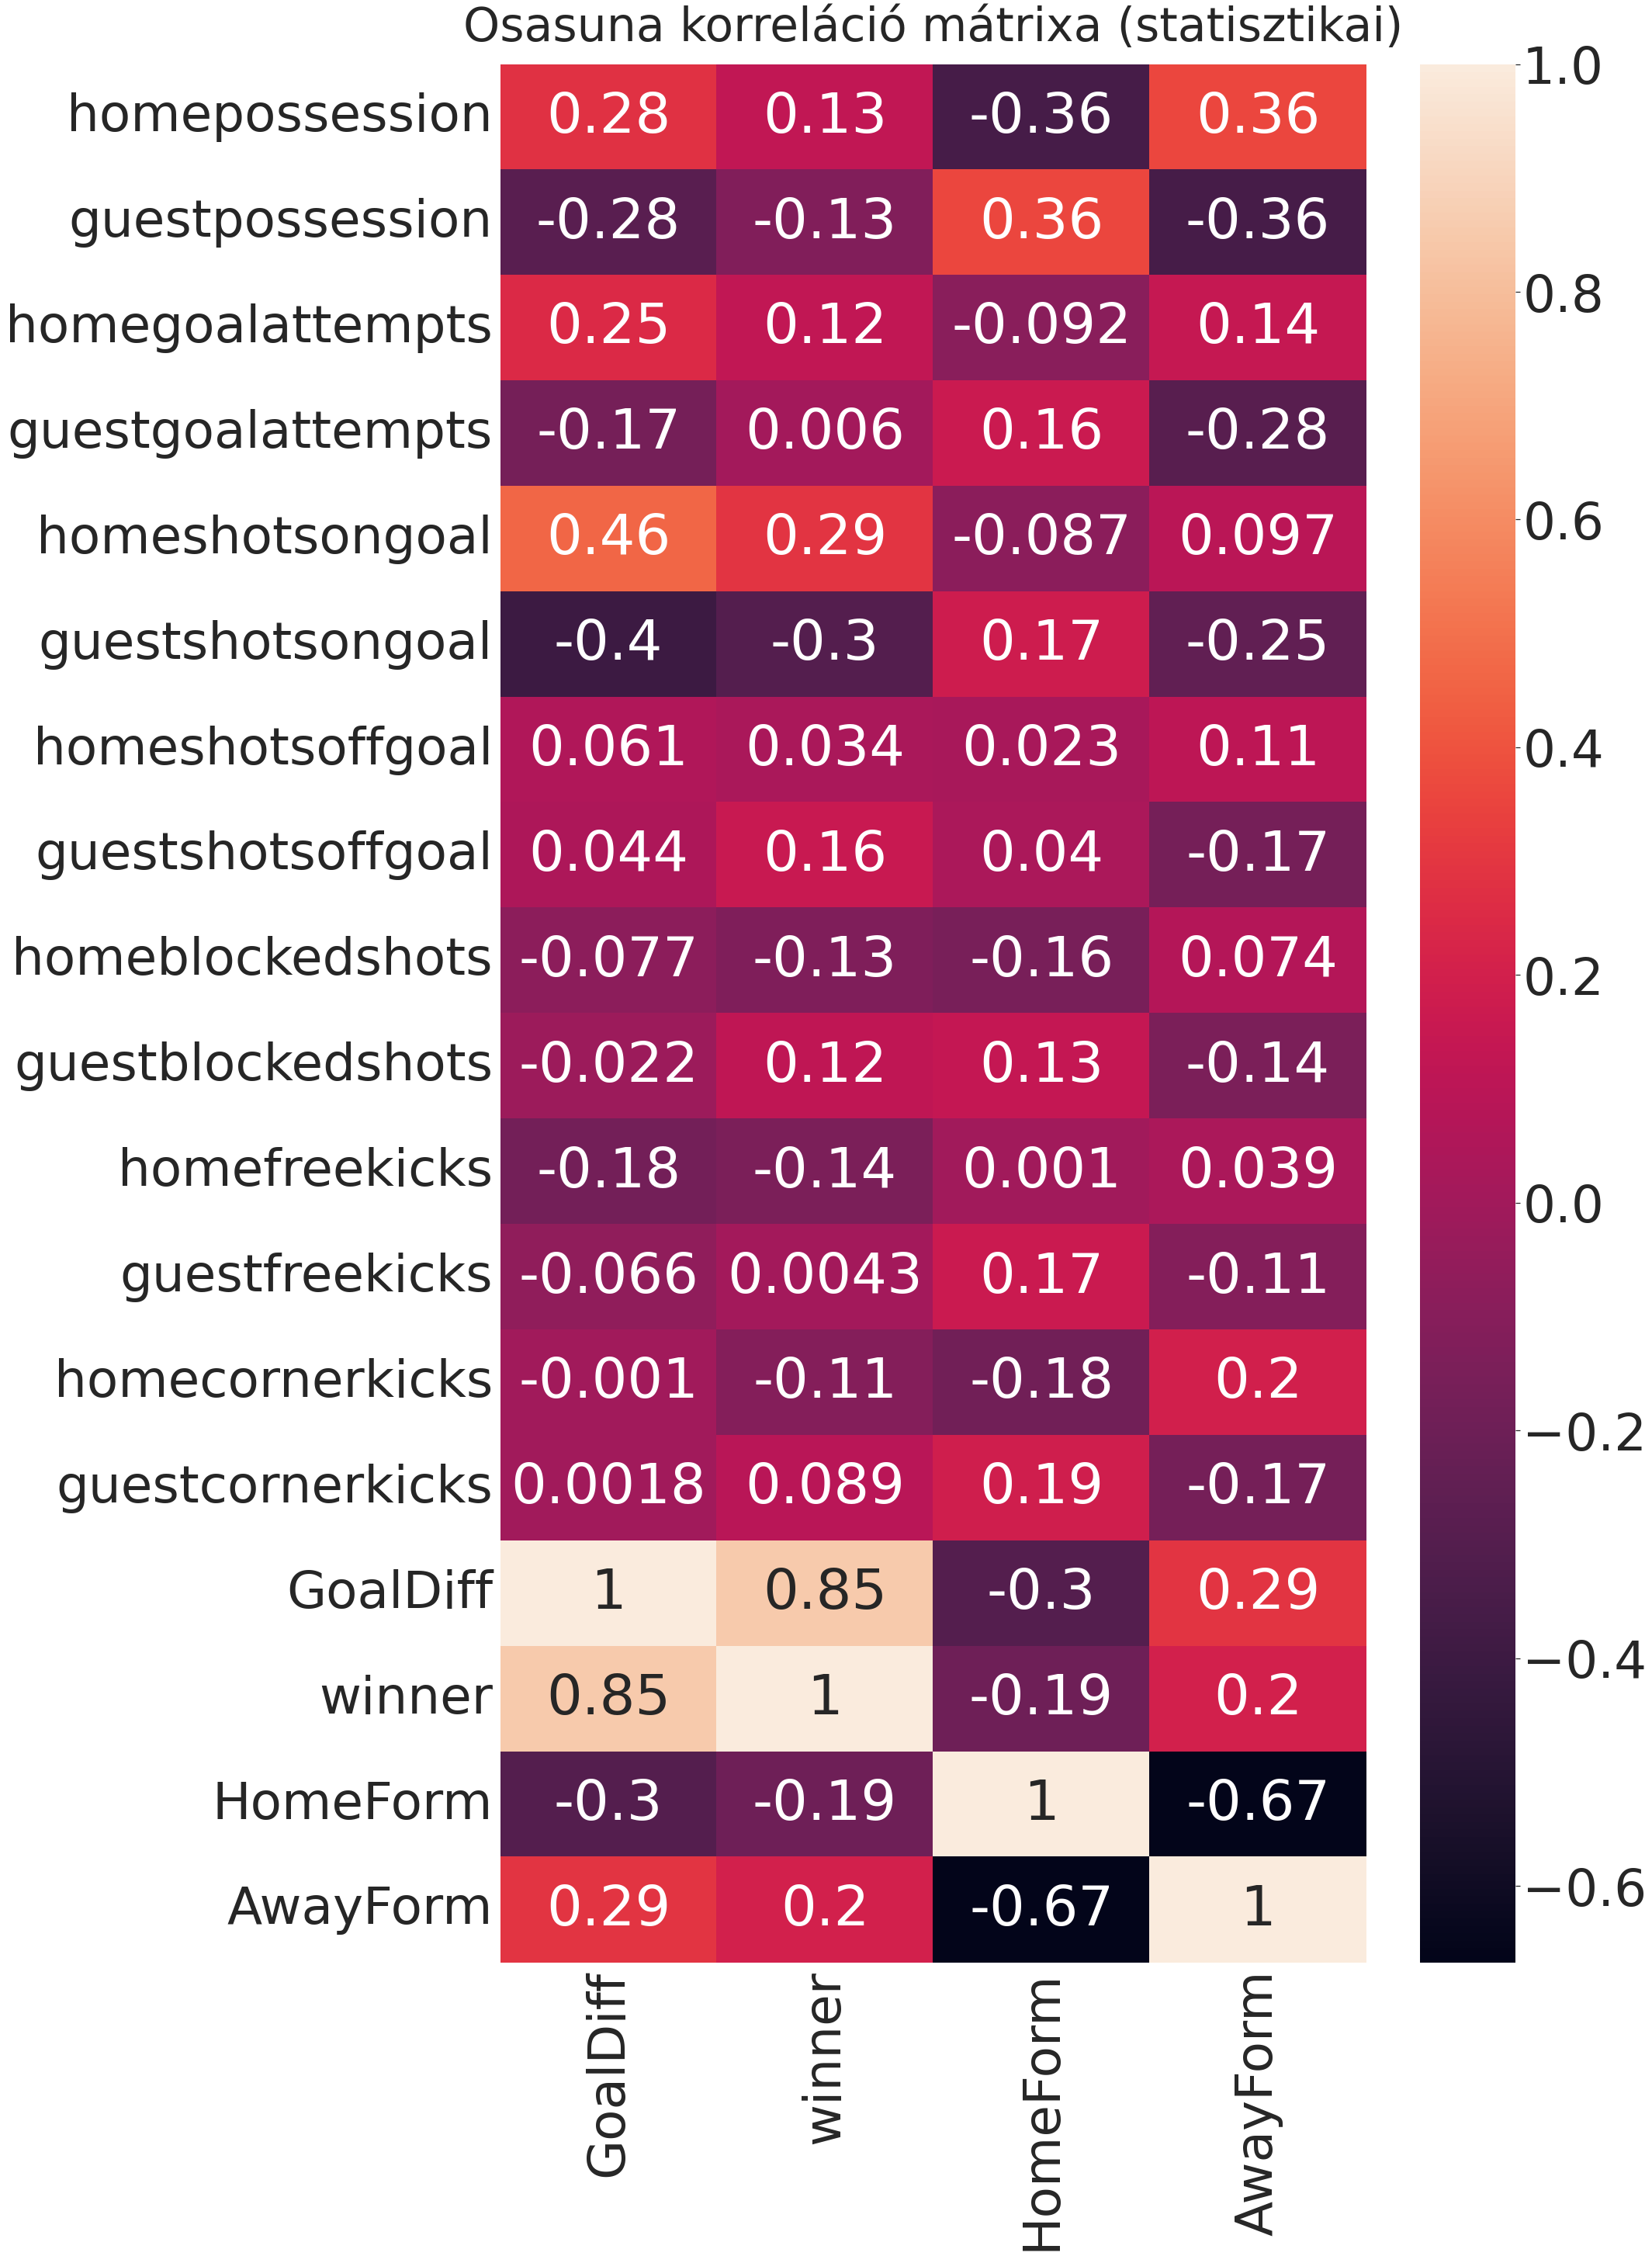 Osasuna korreláció mátrixa (statisztikai)
homepossession 0.28 0.13 -0.36 0.36
guestpossession -0.28 -0.13 0.36 -0.36
homegoalattempts 0.25 0.12 -0.092 0.14
guestgoalattempts -0.17 0.006 0.16 -0.28
homeshotsongoal 0.46 0.29 -0.087 0.097
guestshotsongoal -0.4 -0.3 0.17 -0.25
homeshotsoffgoal 0.061 0.034 0.023 0.11
guestshotsoffgoal 0.044 0.16 0.04 -0.17
homeblockedshots -0.077 -0.13 -0.16 0.074
guestblockedshots -0.022 0.12 0.13 -0.14
homefreekicks -0.18 -0.14 0.001 0.039
guestfreekicks -0.066 0.0043 0.17 -0.11
homecornerkicks -0.001 -0.11 -0.18 0.2
guestcornerkicks 0.0018 0.089 0.19 -0.17
GoalDiff 1 0.85 -0.3 0.29
winner 0.85 1 -0.19 0.2
HomeForm -0.3 -0.19 1 -0.67
AwayForm 0.29 0.2 -0.67 1
GoalDiff
winner
HomeForm
AwayForm
1.0
0.8
0.6
0.4
0.2
0.0
−0.2
−0.4
−0.6